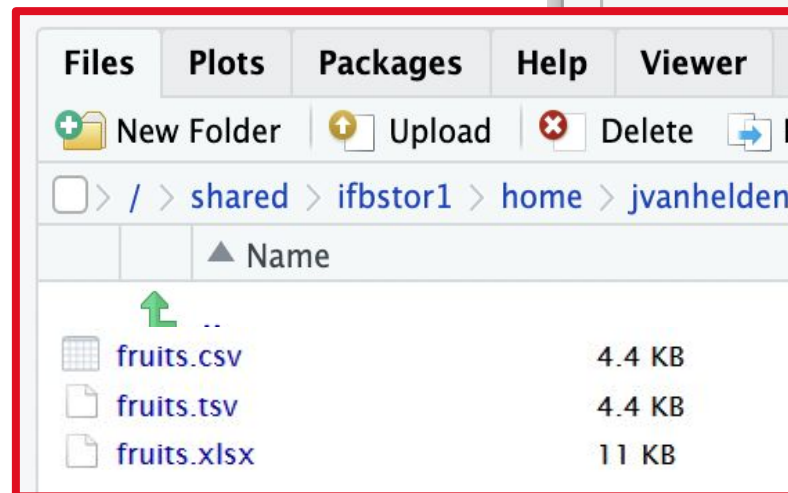 Files Plots Packages Help Viewer
New Folder Upload Delete
/ > shared > ifbstor1 > home > jvanhelden
Name
..
fruits.csv 4.4 KB
fruits.tsv 4.4 KB
fruits.xlsx 11 KB